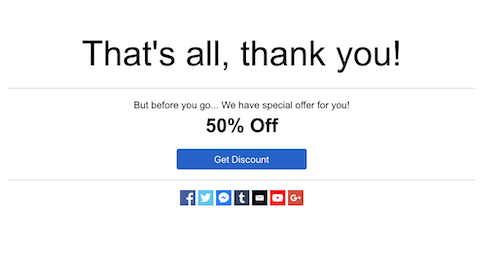 That's all, thank you!
But before you go... We have special offer for you!
50% Off
Get Discount